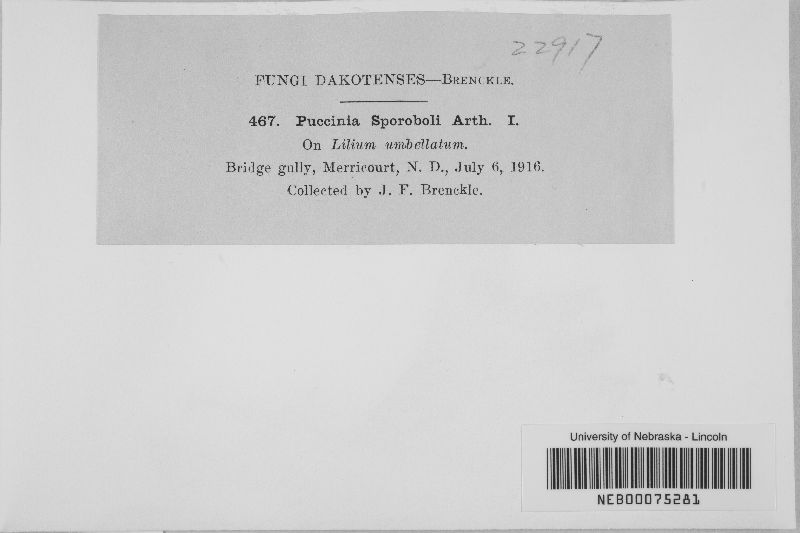 22917
FUNGI DAKOTENSES—BRENCKLE.
467. Puccinia Sporoboli Arth. I.
On Lilium umbellatum.
Bridge gully, Merricourt, N. D., July 6, 1916.
Collected by J. F. Brenckle.
University of Nebraska - Lincoln
NEB00075281